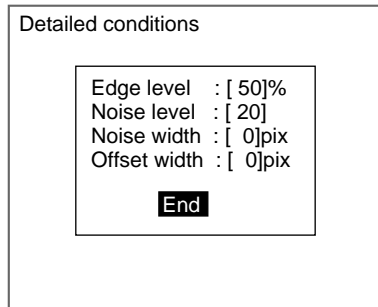 Detailed conditions
Edge level : [ 50]%
Noise level : [ 20]
Noise width : [ 0]pix
Offset width : [ 0]pix
End